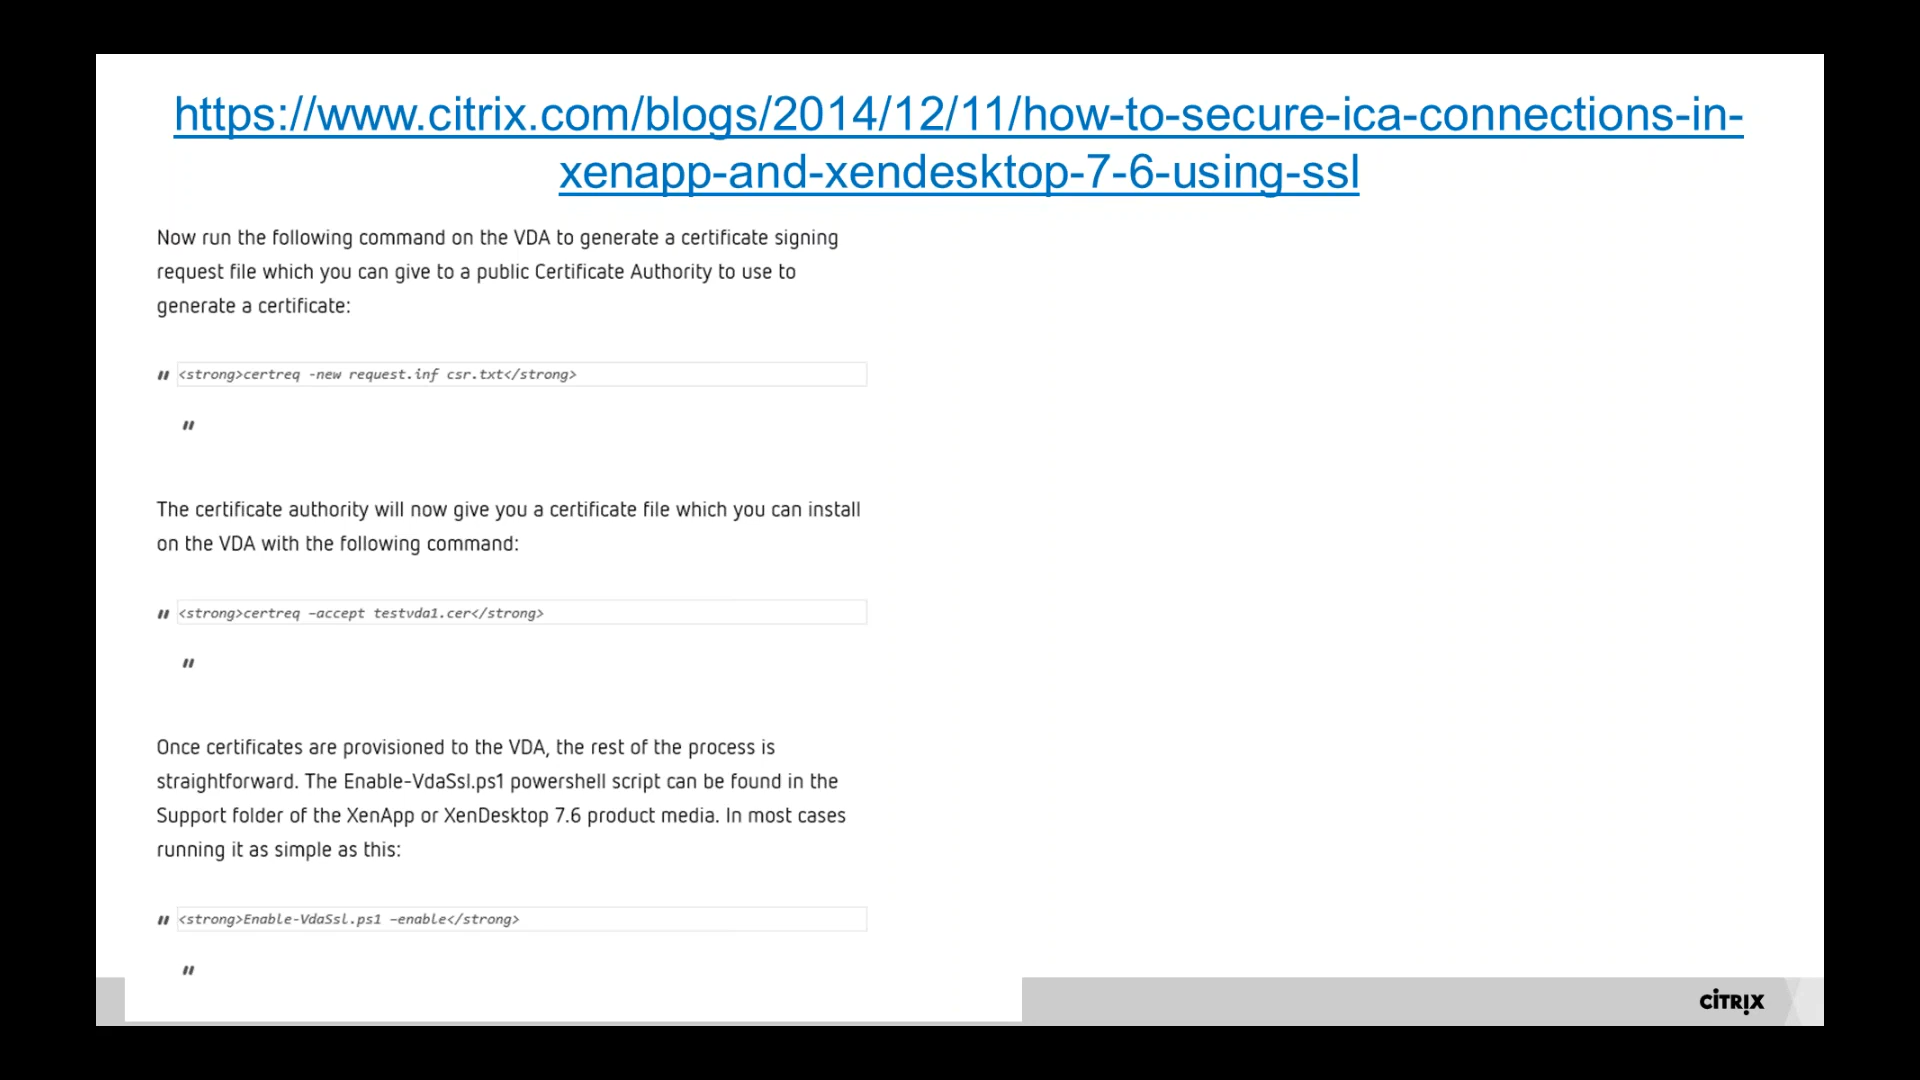 https://www.citrix.com/blogs/2014/12/11/how-to-secure-ica-connections-in-
xenapp-and-xendesktop-7-6-using-ssl
Now run the following command on the VDA to generate a certificate signing
request file which you can give to a public Certificate Authority to use to
generate a certificate:
" <strong>certreq -new request.inf csr.txt</strong>
"
The certificate authority will now give you a certificate file which you can install
on the VDA with the following command:
" <strong>certreq –accept testvda1.cer</strong>
"
Once certificates are provisioned to the VDA, the rest of the process is
straightforward. The Enable-VdaSsl.ps1 powershell script can be found in the
Support folder of the XenApp or XenDesktop 7.6 product media. In most cases
running it as simple as this:
" <strong>Enable-VdaSsl.ps1 –enable</strong>
"
CITRIX